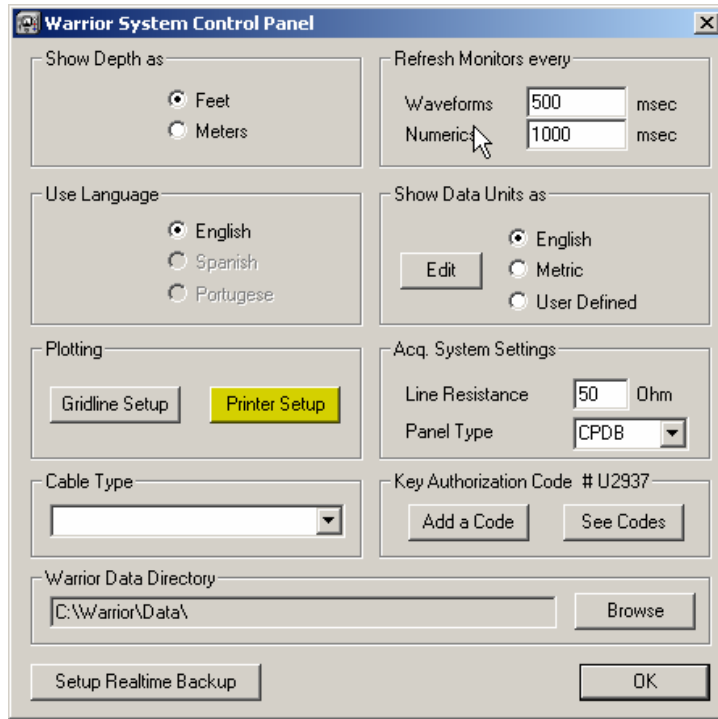 Warrior System Control Panel
Show Depth as
Feet
Meters
Refresh Monitors every
Waveforms 500 msec
Numerics 1000 msec
Use Language
English
Spanish
Portugese
Show Data Units as
Edit
English
Metric
User Defined
Plotting
Gridline Setup Printer Setup
Acq. System Settings
Line Resistance 50 Ohm
Panel Type CPDB
Cable Type
Key Authorization Code # U2937
Add a Code See Codes
Warrior Data Directory
C:\Warrior\Data\ Browse
Setup Realtime Backup OK